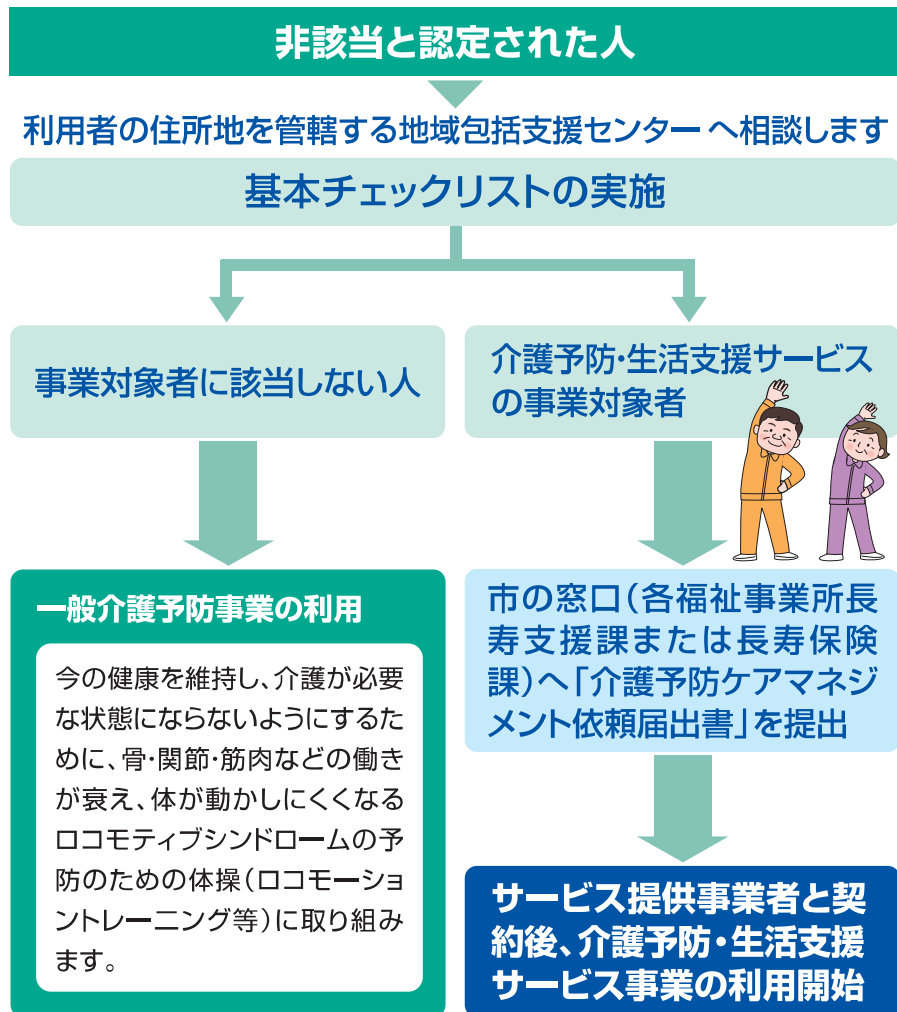 非該当と認定された人
利用者の住所地を管轄する地域包括支援センター へ相談します
基本チェックリストの実施
事業対象者に該当しない人
介護予防・生活支援サービス
の事業対象者
一般介護予防事業の利用
今の健康を維持し、介護が必要
な状態にならないようにするた
めに、骨・関節・筋肉などの働き
が衰え、体が動かしにくくなる
ロコモティブシンドロームの予
防のための体操（ロコモーショ
ントレーニング等）に取り組み
ます。
市の窓口（各福祉事業所長
寿支援課または長寿保険
課）へ「介護予防ケアマネジ
メント依頼届出書」を提出
サービス提供事業者と契
約後、介護予防・生活支援
サービス事業の利用開始